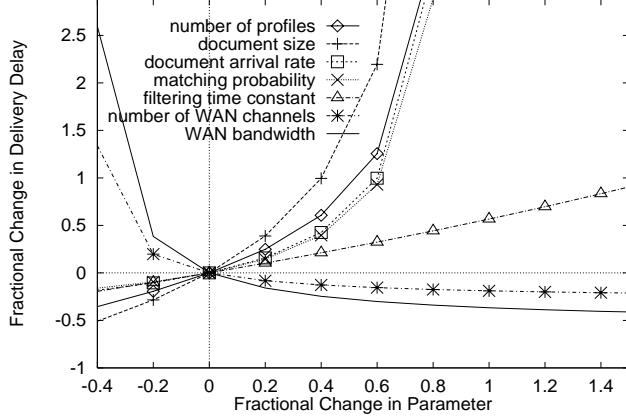 2.5
2
1.5
1
0.5
0
-0.5
-1
Fractional Change in Delivery Delay
number of profiles
document size
document arrival rate
matching probability
filtering time constant
number of WAN channels
WAN bandwidth
-0.4 -0.2 0 0.2 0.4 0.6 0.8 1 1.2 1.4
Fractional Change in Parameter